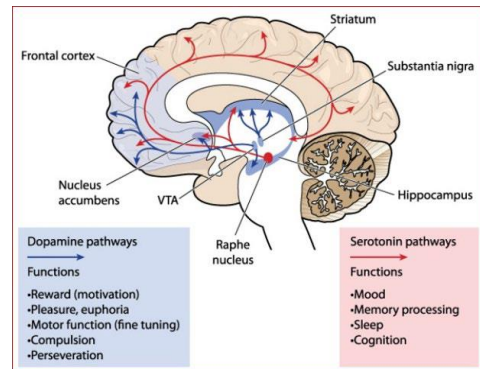 Striatum
Frontal cortex
Substantia nigra
Nucleus
accumbens
VTA
Hippocampus
Raphe
nucleus
Dopamine pathways
Functions
•Reward (motivation)
•Pleasure, euphoria
•Motor function (fine tuning)
•Compulsion
•Perseveration
Serotonin pathways
Functions
•Mood
•Memory processing
•Sleep
•Cognition